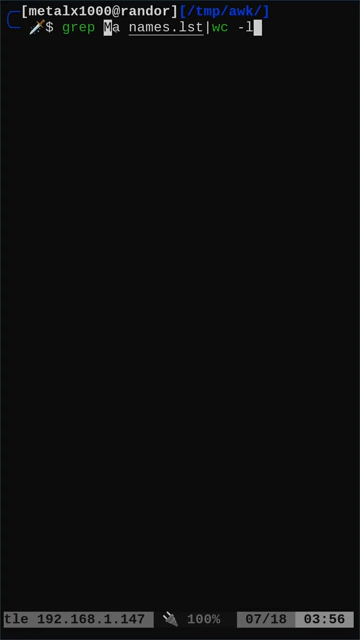 [metalx1000@randor][/tmp/awk/]
$ grep Ma names.lst|wc -l
tle 192.168.1.147 100% 07/18 03:56